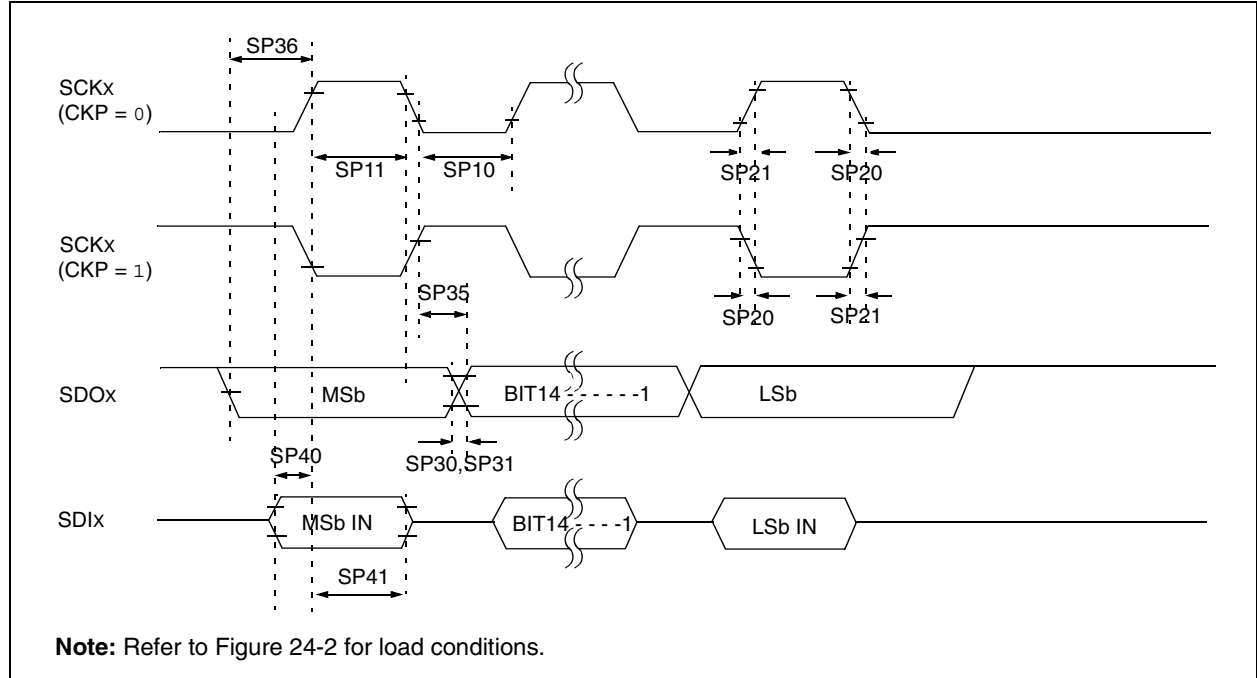 SP36
SCKx
(CKP = 0)
SP11
SP10
SP21
SP20
SCKx
(CKP = 1)
SP35
SP20
SP21
SDOx
MSb
BIT14 - - - - - -1
LSb
SP40
SP30,SP31
SDIx
MSb IN
BIT14 - - - -1
LSb IN
SP41
Note: Refer to Figure 24-2 for load conditions.